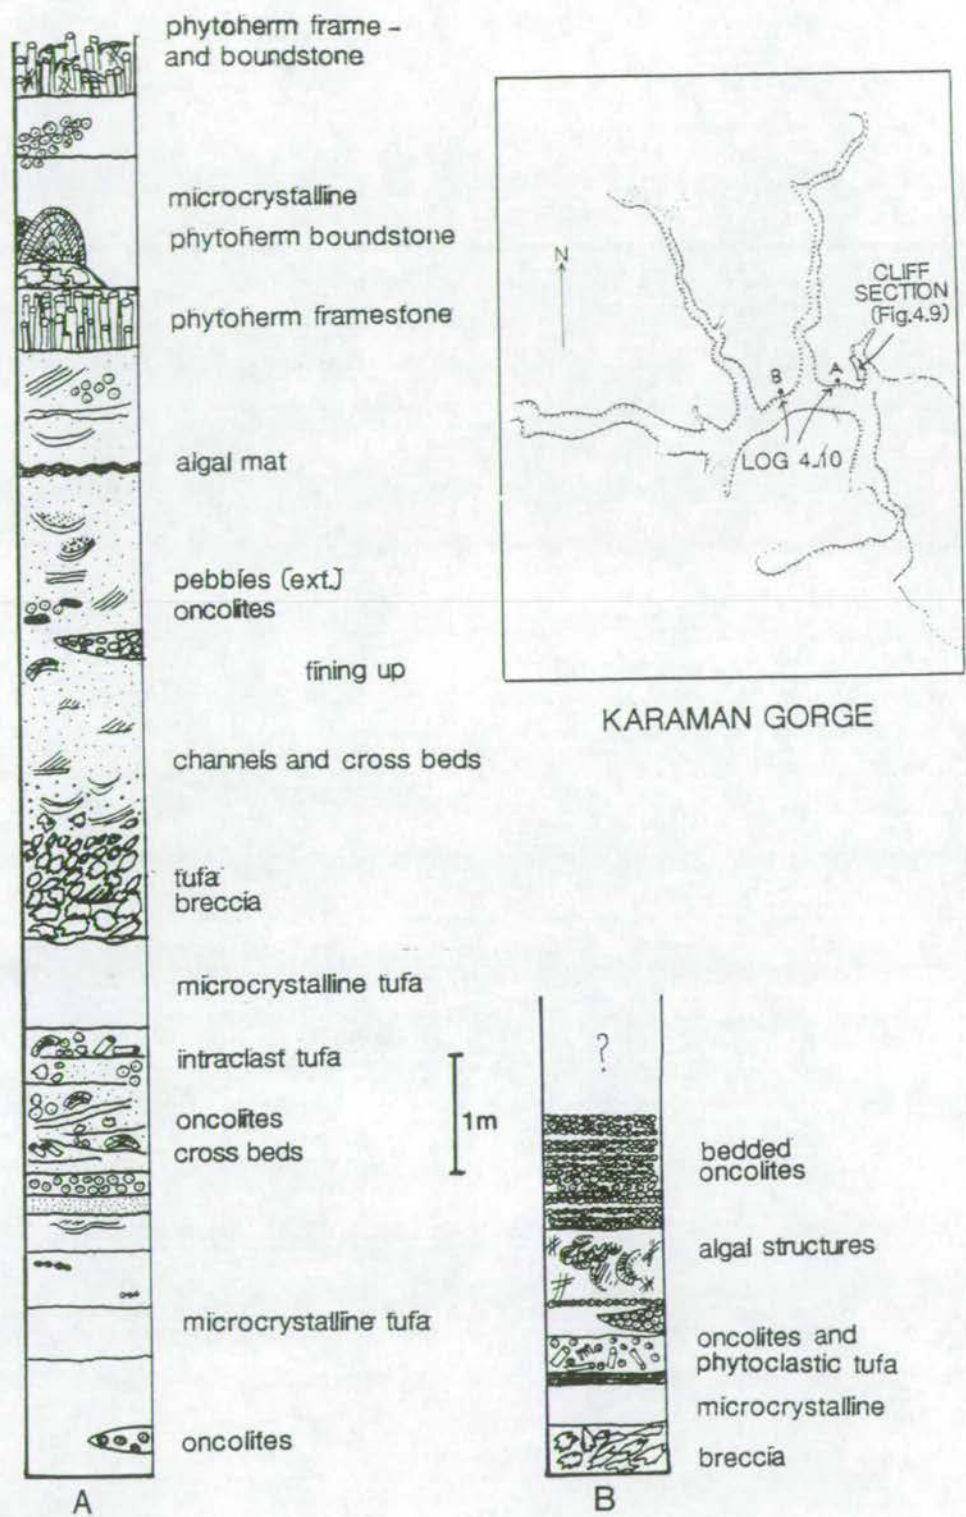 phytoherm frame -
and boundstone
microcrystalline
phytoherm boundstone
phytoherm framestone
algal mat
pebbles (ext.)
oncolites
fining up
channels and cross beds
tufa
breccia
microcrystalline tufa
intraclast tufa
oncolites
cross beds
microcrystalline tufa
oncolites
A
1m
N
CLIFF
SECTION
(Fig.4.9)
B
A
LOG 4.10
KARAMAN GORGE
?
bedded
oncolites
algal structures
oncolites and
phytoclastic tufa
microcrystalline
breccia
B